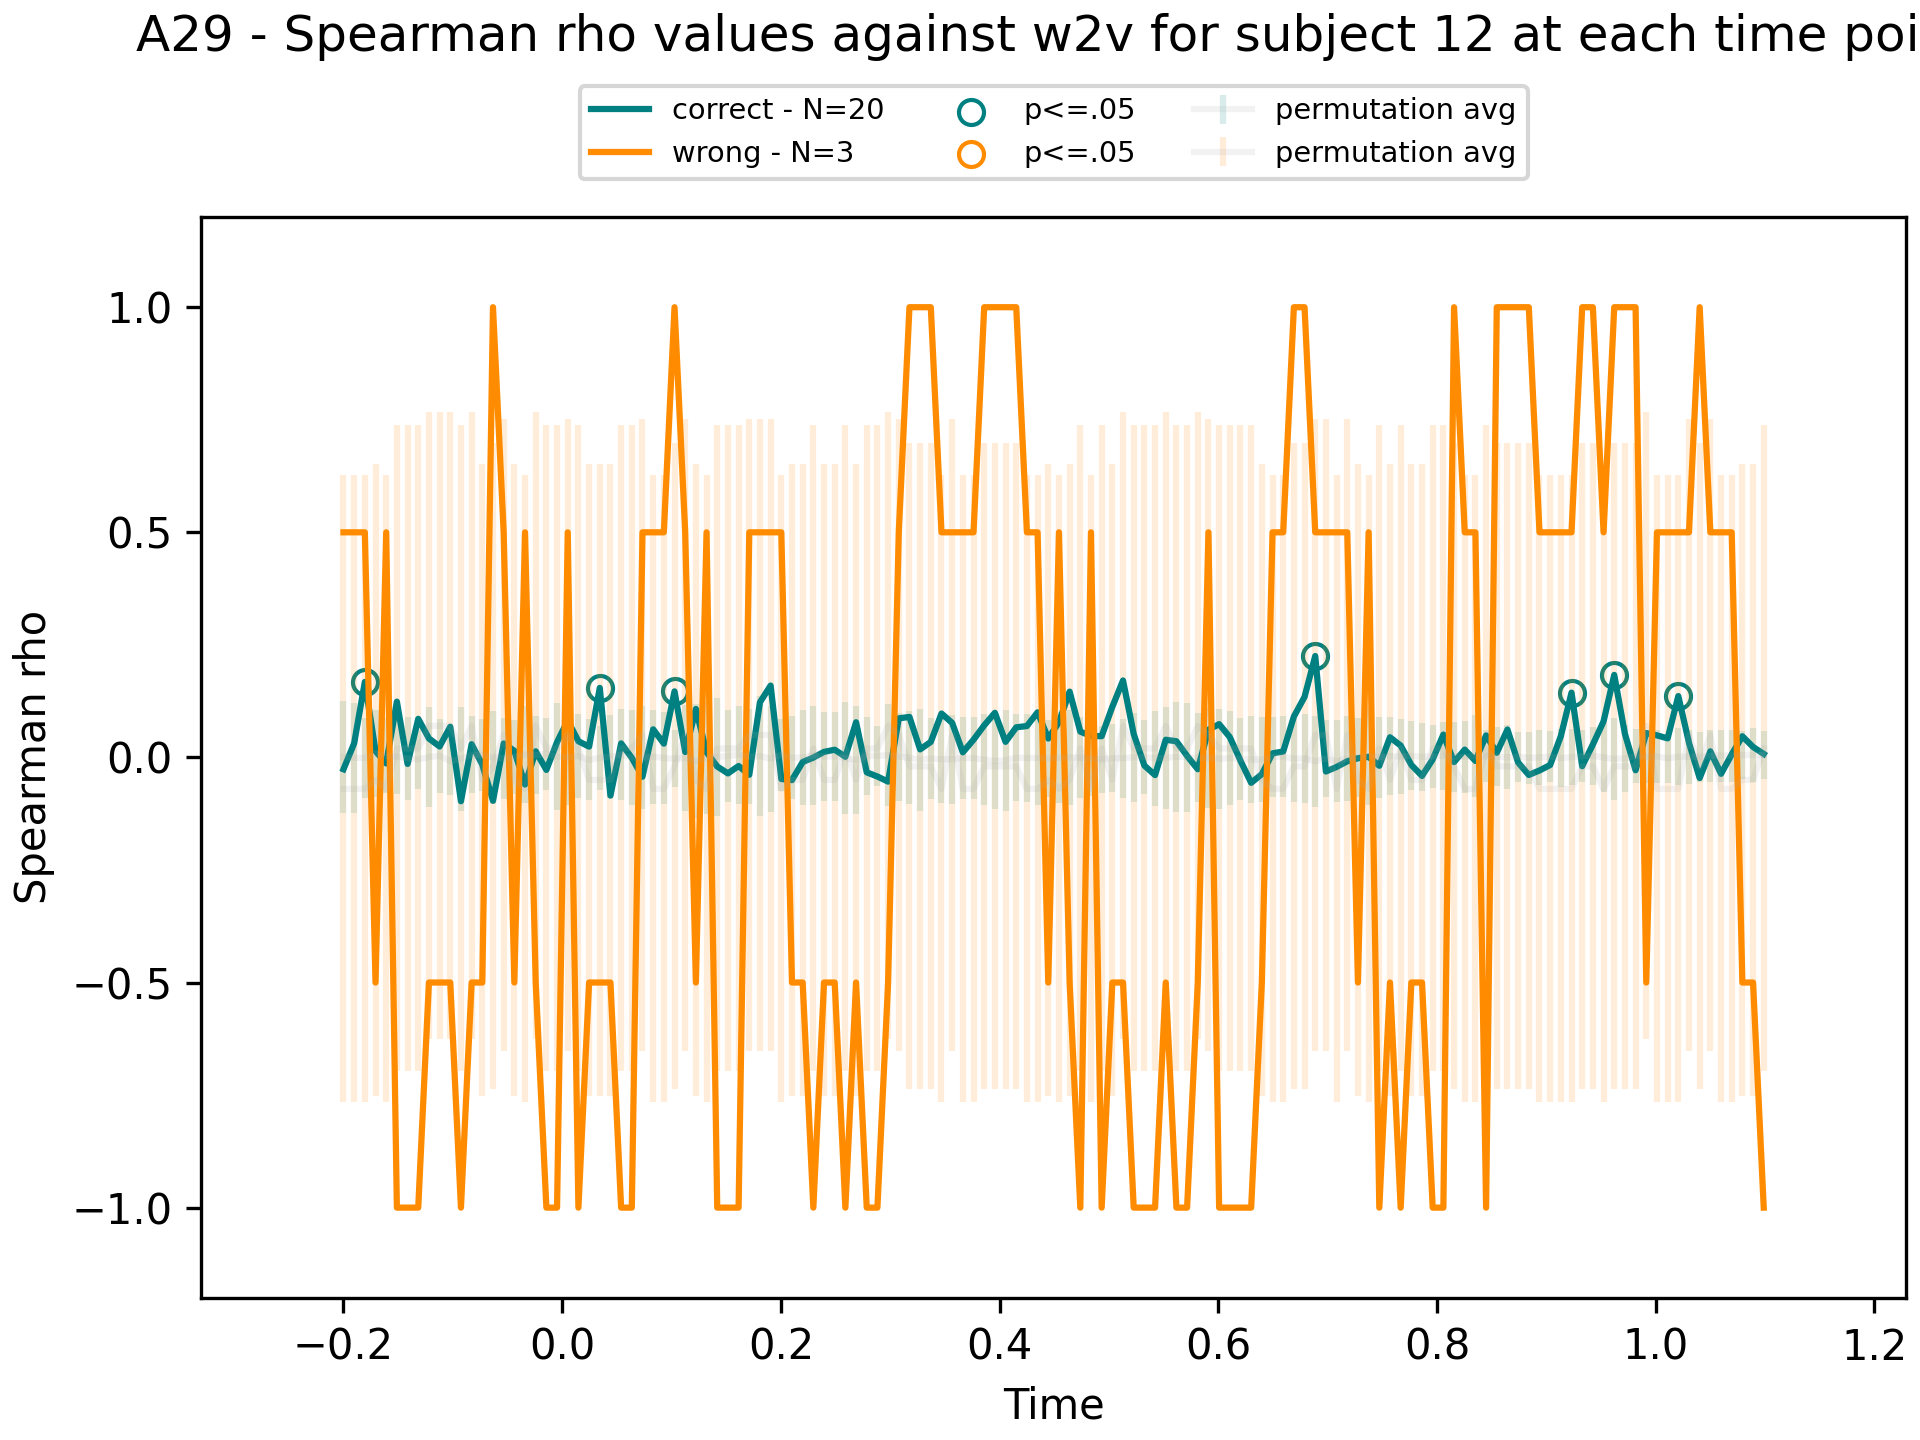 A29 - Spearman rho values against w2v for subject 12 at each time poi
correct - N=20
wrong - N=3
p<=.05
p<=.05
permutation avg
permutation avg
1.0
0.5
0.0
−0.5
−1.0
Spearman rho
−0.2 0.0 0.2 0.4 0.6 0.8 1.0 1.2
Time